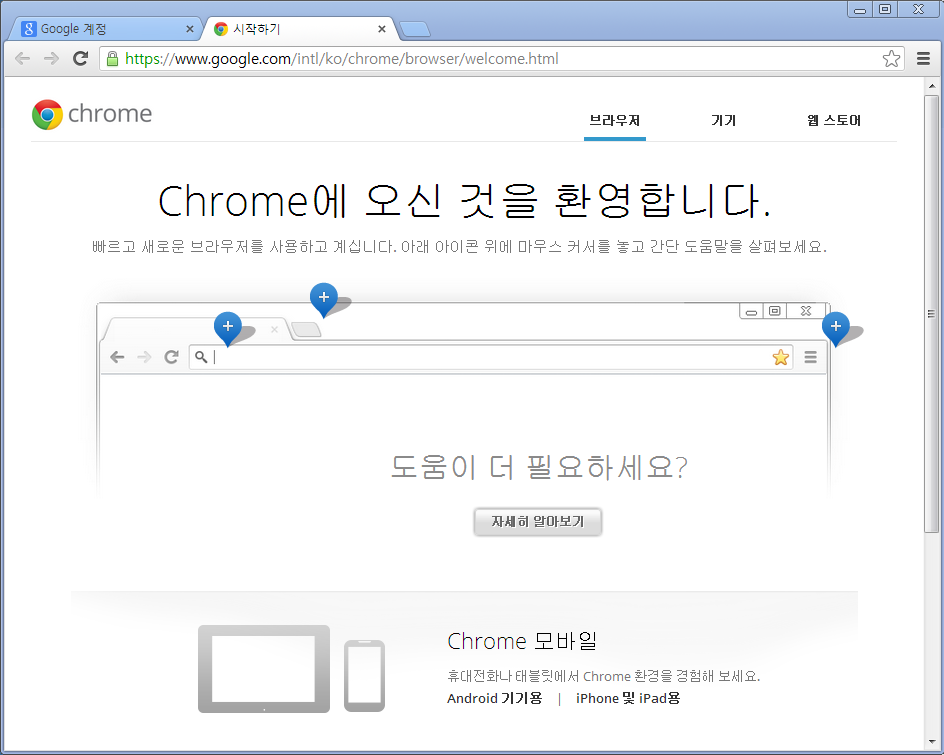 Google 계정
시작하기
https://www.google.com/intl/ko/chrome/browser/welcome.html
chrome
브라우저
기기
웹 스토어
Chrome에 오신 것을 환영합니다.
빠르고 새로운 브라우저를 사용하고 계십니다. 아래 아이콘 위에 마우스 커서를 놓고 간단 도움말을 살펴보세요.
도움이 더 필요하세요?
자세히 알아보기
Chrome 모바일
휴대전화나 태블릿에서 Chrome 환경을 경험해 보세요.
Android 기기용 | iPhone 및 iPad용